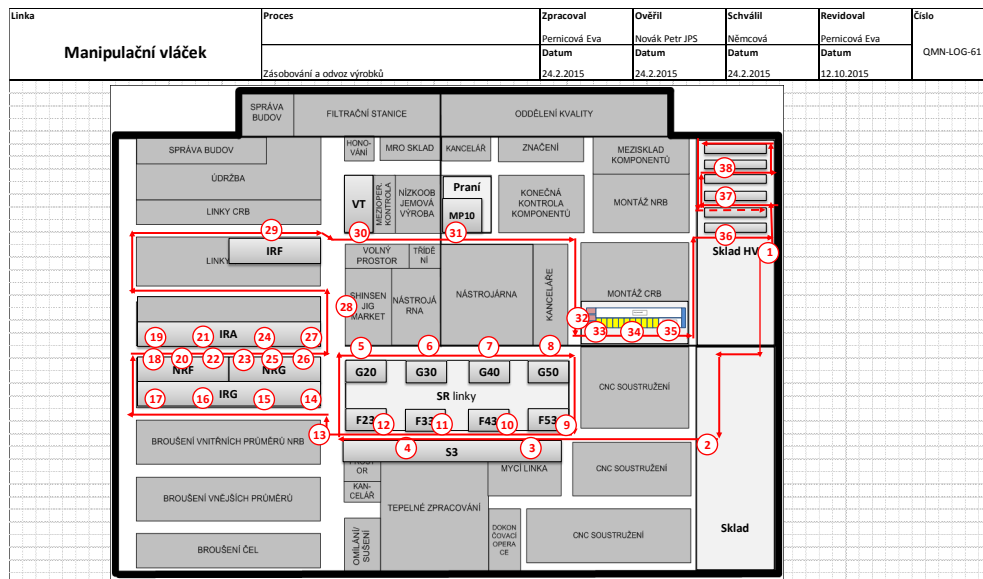 Linka
Proces
Zpracoval
Ověřil
Schválil
Revidoval
Číslo
Manipulační vláček
Pernicová Eva
Novák Petr JPS
Němcová
Pernicová Eva
QMN-LOG-61
Datum
Datum
Datum
Datum
Zásobování a odvoz výrobků
24.2.2015
24.2.2015
24.2.2015
12.10.2015
SPRÁVA
BUDOV
FILTRAČNÍ STANICE
ODDĚLENÍ KVALITY
SPRÁVA BUDOV
HONO-
VÁNÍ
MRO SKLAD
KANCELÁŘ
ZNAČENÍ
MEZISKLAD
KOMPONENTŮ
38
ÚDRŽBA
VT
MEZIOPER.
KONTROLA
NÍZKOOB
JEMOVÁ
VÝROBA
Praní
MP10
KONEČNÁ
KONTROLA
KOMPONENTŮ
MONTÁŽ NRB
37
LINKY CRB
30
31
36
29
IRF
LINKY
VOLNÝ
PROSTOR
TŘÍDĚ
NÍ
Sklad HV
1
SHINSEN
JIG
MARKET
NÁSTROJÁ
RNA
NÁSTROJÁRNA
KANCELÁŘE
MONTÁŽ CRB
28
32
33
34
35
19
21
IRA
24
27
18
20
22
23
25
26
NRF
NRG
5
6
7
8
G20
G30
G40
G50
CNC SOUSTRUŽENÍ
17
16
IRG
15
14
SR linky
F23
12
F33
11
F43
10
F53
9
13
BROUŠENÍ VNITŘNÍCH PRŮMĚRŮ NRB
4
S3
3
2
OR
MYCÍ LINKA
CNC SOUSTRUŽENÍ
KAN-
CELÁŘ
BROUŠENÍ VNĚJŠÍCH PRŮMĚRŮ
TEPELNÉ ZPRACOVÁNÍ
OMÍLÁNÍ/
SUŠENÍ
DOKON
ČOVACÍ
OPERA
CE
CNC SOUSTRUŽENÍ
Sklad
BROUŠENÍ ČEL